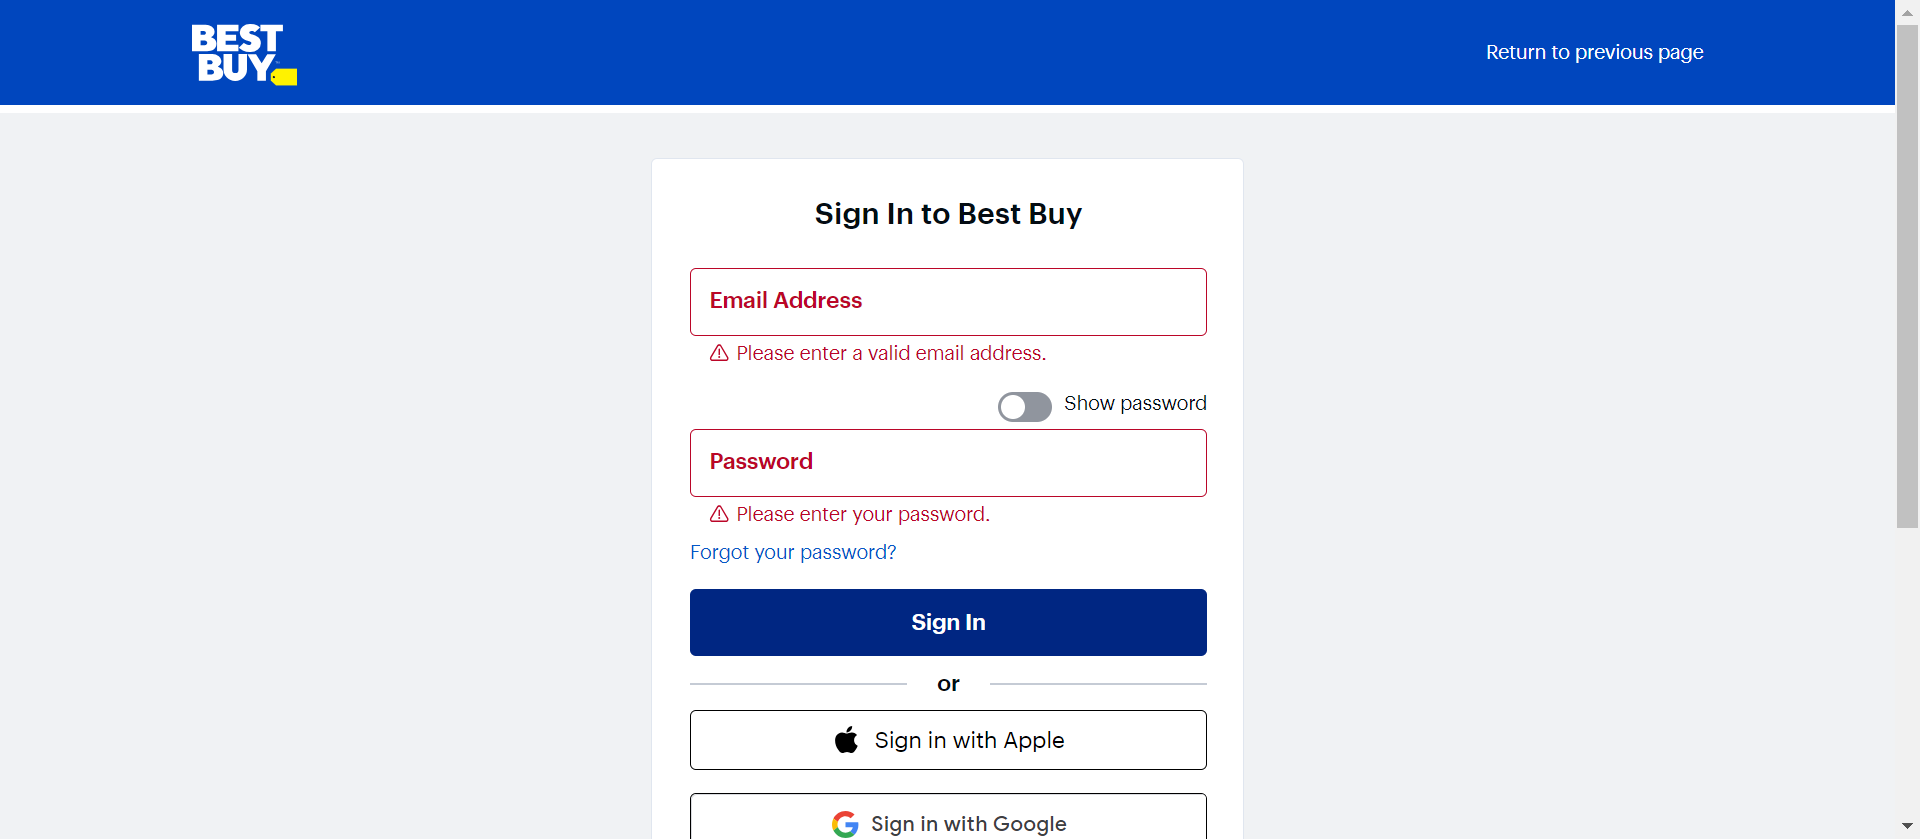 BEST
BUY
Return to previous page
Sign In to Best Buy
Email Address
Please enter a valid email address.
Show password
Password
Please enter your password.
Forgot your password?
Sign In
or
Sign in with Apple
Sign in with Google